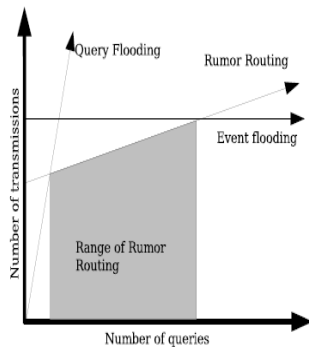 Query Flooding
Rumor Routing
Event flooding
Number of transmissions
Range of Rumor
Routing
Number of queries